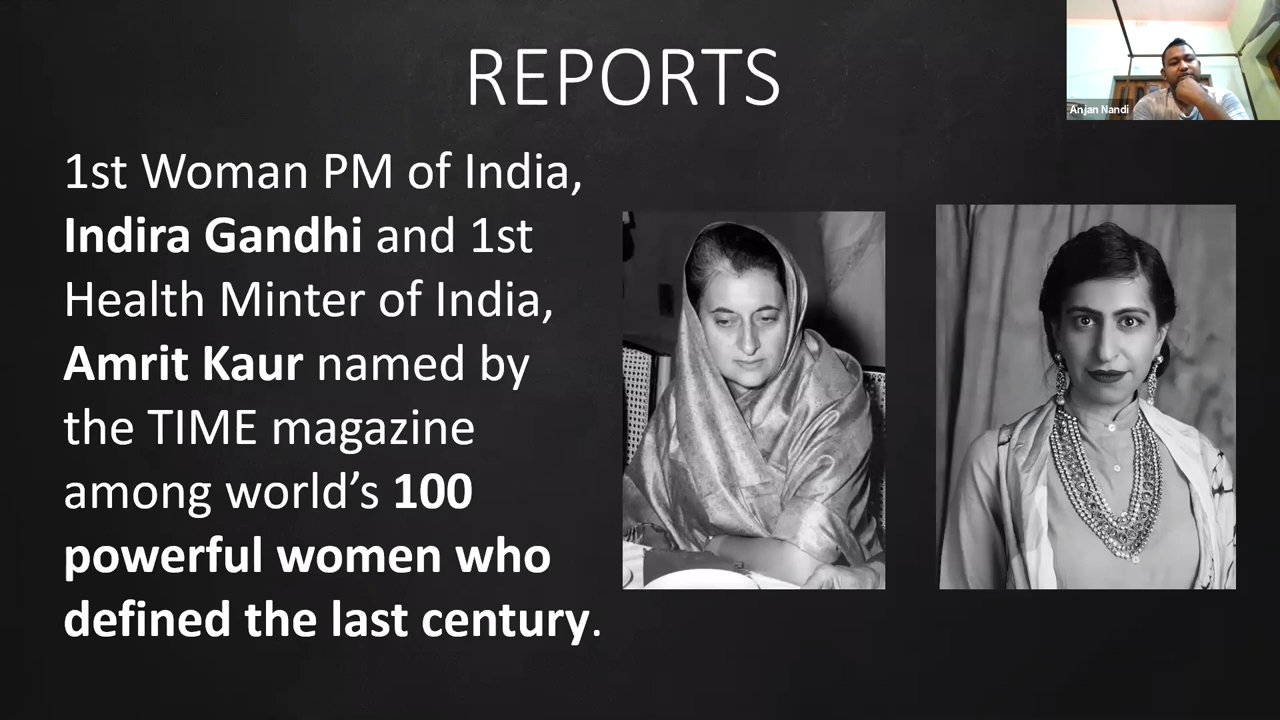 REPORTS
Anjan Nandi
1st Woman PM of India,
Indira Gandhi and 1st
Health Minter of India,
Amrit Kaur named by
the TIME magazine
among world’s 100
powerful women who
defined the last century.